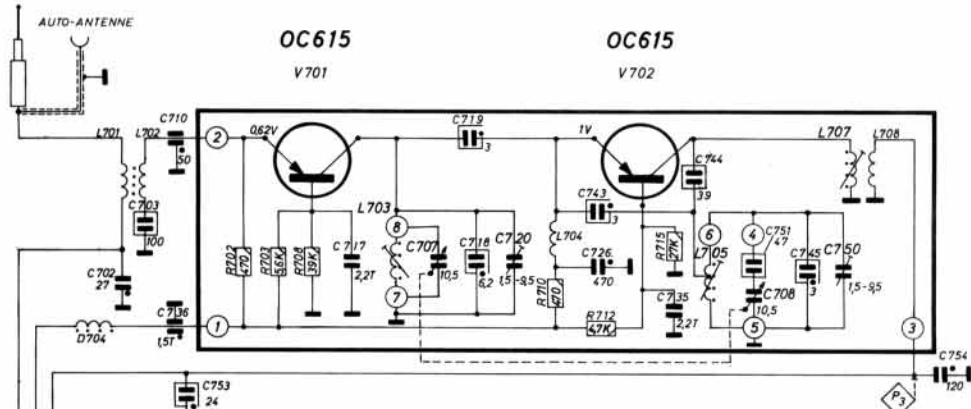 AUTO-ANTENNE
OC615
V701
OC615
V702
L701
L702
C710
50
C703
100
C702
27
D704
C736
1,5T
C753
24
2
1
0,62V
R702
470
R703
5,6K
R708
39K
C717
2,2T
L703
8
7
C707
10,5
C718
6,2
C720
1,5-9,5
C719
3
1V
C743
3
L704
C726
470
R710
470
R712
4,7K
R715
27K
C735
2,2T
C744
39
L705
6
4
5
C751
47
C708
10,5
C745
3
C750
1,5-9,5
L707
L708
3
C754
120
P3